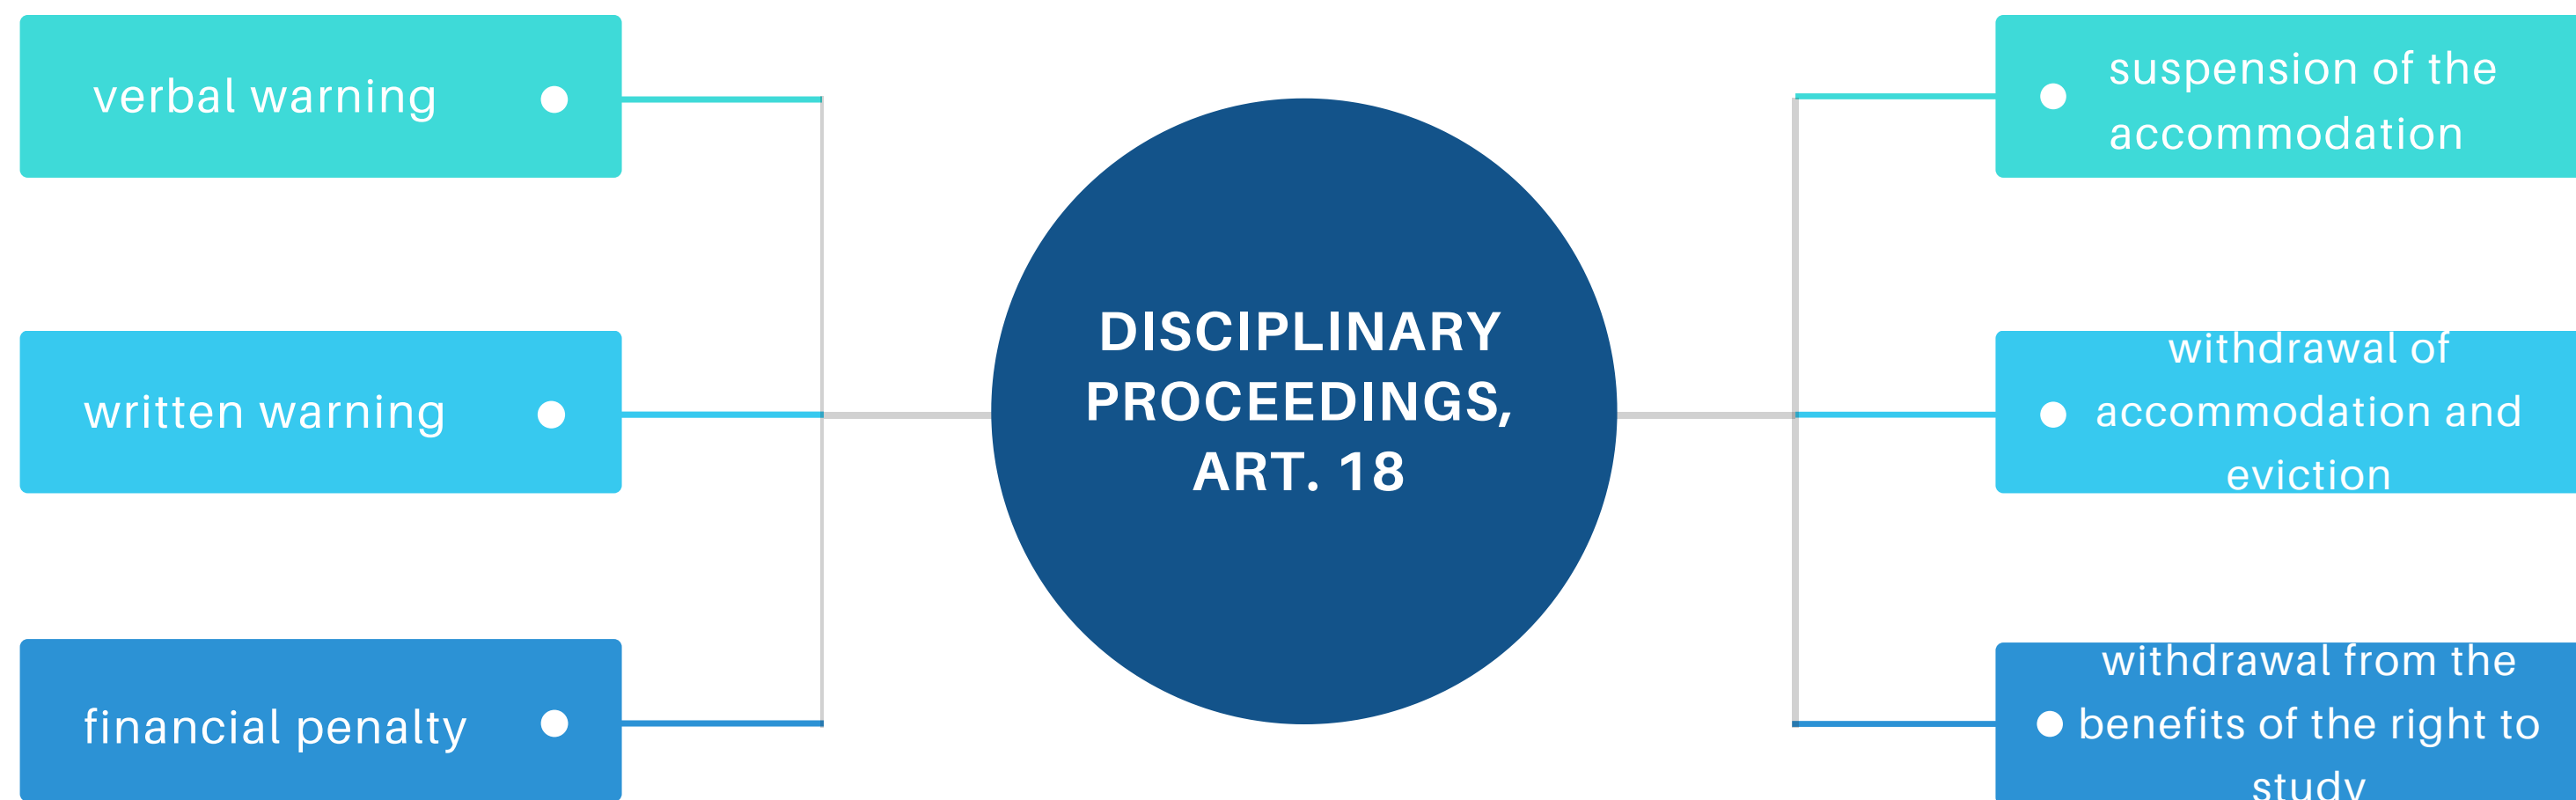 verbal warning
written warning
financial penalty
DISCIPLINARY
PROCEEDINGS,
ART. 18
suspension of the
accommodation
withdrawal of
accommodation and
eviction
withdrawal from the
benefits of the right to
study